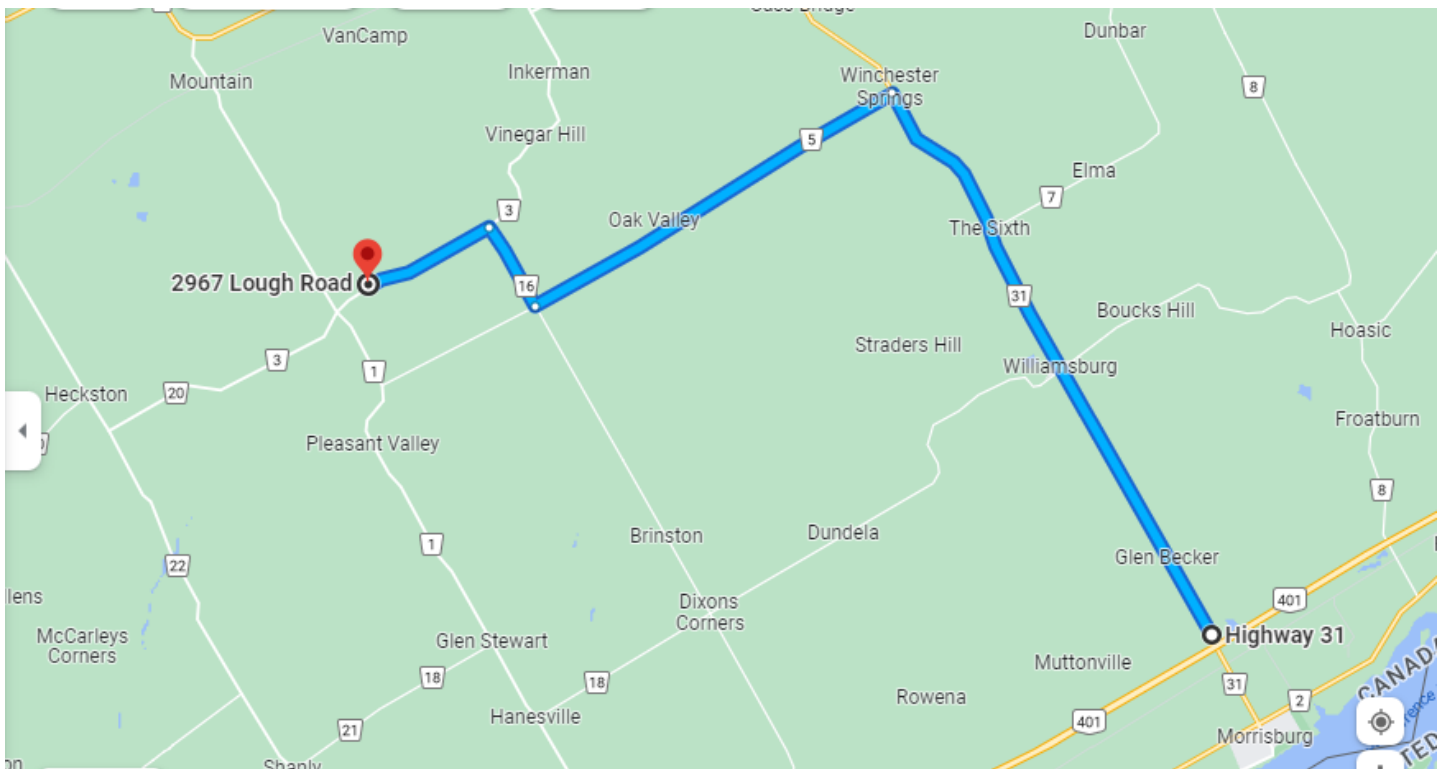 VanCamp
Dunbar
Mountain
Inkerman
Winchester
Springs
8
Vinegar Hill
5
Elma
7
3
Oak Valley
The Sixth
2967 Lough Road
16
31
Boucks Hill
Hoasic
3
Straders Hill
1
Williamsburg
Heckston
20
Froatburn
Pleasant Valley
8
1
Brinston
Dundela
Glen Becker
22
401
Dixons
Corners
McCarleys
Corners
Glen Stewart
Highway 31
Muttonville
18
18
31
Rowena
2
CANADA
Hanesville
401
21
Morrisburg